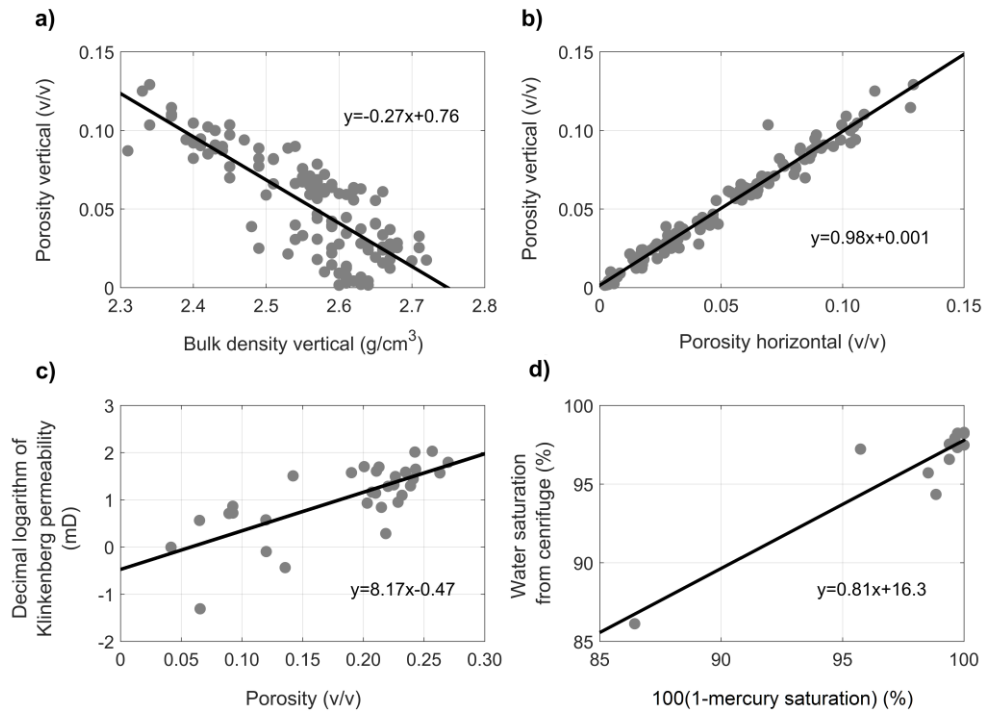 a)
0.15
0.10
0.05
0
Porosity vertical (v/v)
y=-0.27x+0.76
2.3 2.4 2.5 2.6 2.7 2.8
Bulk density vertical (g/cm³)
b)
0.15
0.10
0.05
0
Porosity vertical (v/v)
y=0.98x+0.001
0 0.05 0.10 0.15
Porosity horizontal (v/v)
c)
3
2
1
0
-1
-2
Decimal logarithm of
Klinkenberg permeability
(mD)
y=8.17x-0.47
0 0.05 0.10 0.15 0.20 0.25 0.30
Porosity (v/v)
d)
100
95
90
85
Water saturation
from cenrifuge (%)
y=0.81x+16.3
85 90 95 100
100(1-mercury saturation) (%)